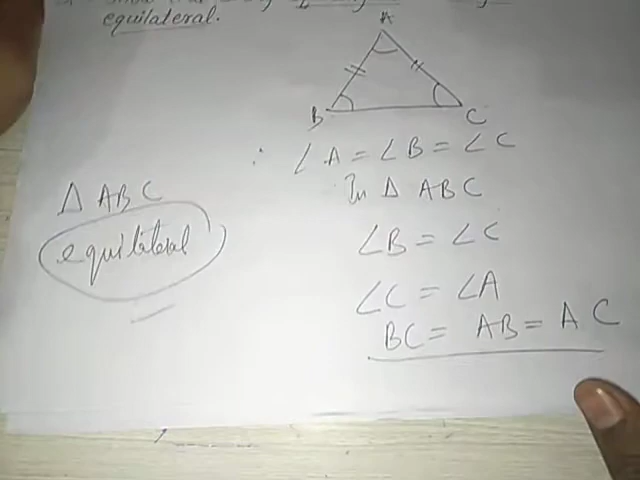 equilateral.
A
B
C
∴ ∠A = ∠B = ∠C
In Δ ABC
Δ ABC
equilateral
∠B = ∠C
∠C = ∠A
BC = AB = AC